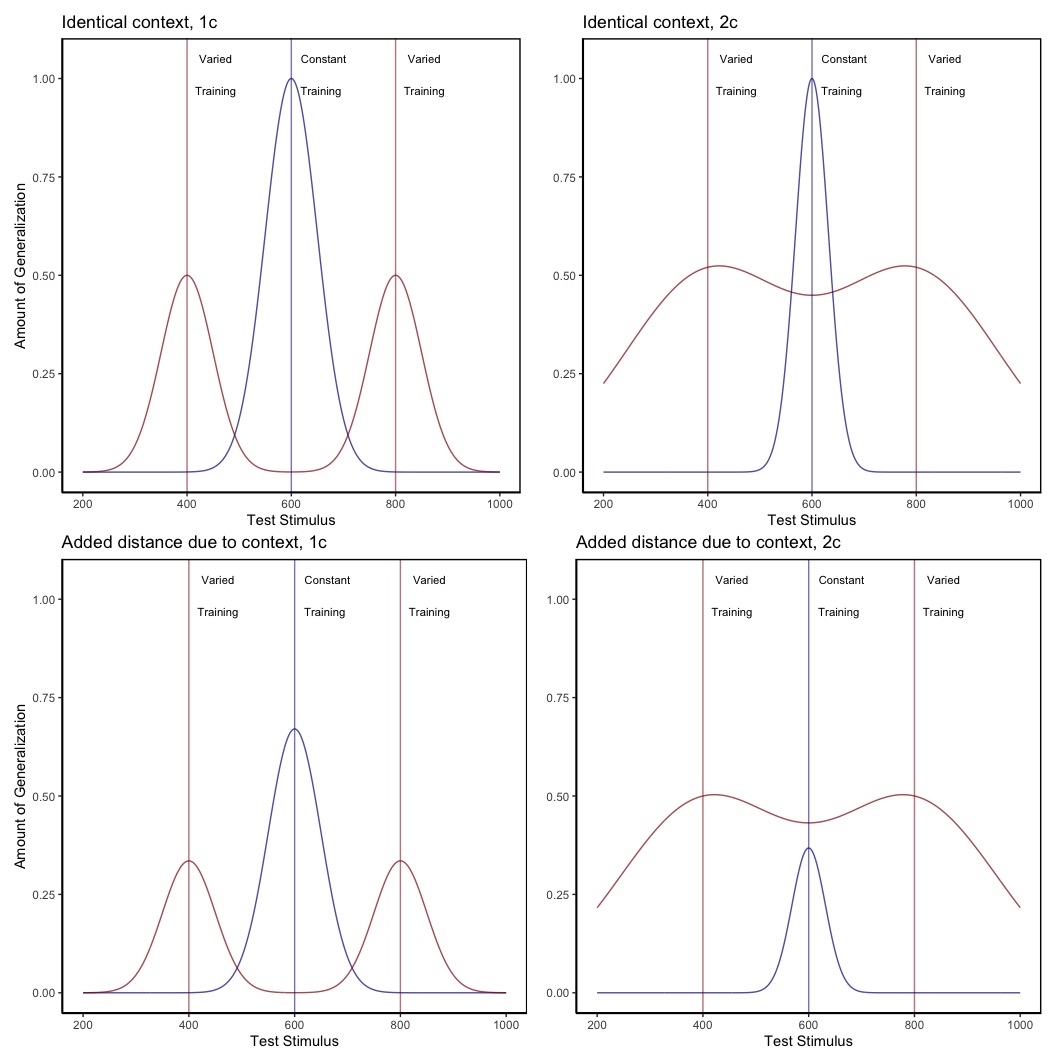 Identical context, 1c
Varied Constant Varied
Training Training Training
1.00
0.75
0.50
0.25
0.00
Amount of Generalization
200 400 600 800 1000
Test Stimulus
Identical context, 2c
Varied Constant Varied
Training Training Training
1.00
0.75
0.50
0.25
0.00
200 400 600 800 1000
Test Stimulus
Added distance due to context, 1c
Varied Constant Varied
Training Training Training
1.00
0.75
0.50
0.25
0.00
Amount of Generalization
200 400 600 800 1000
Test Stimulus
Added distance due to context, 2c
Varied Constant Varied
Training Training Training
1.00
0.75
0.50
0.25
0.00
200 400 600 800 1000
Test Stimulus